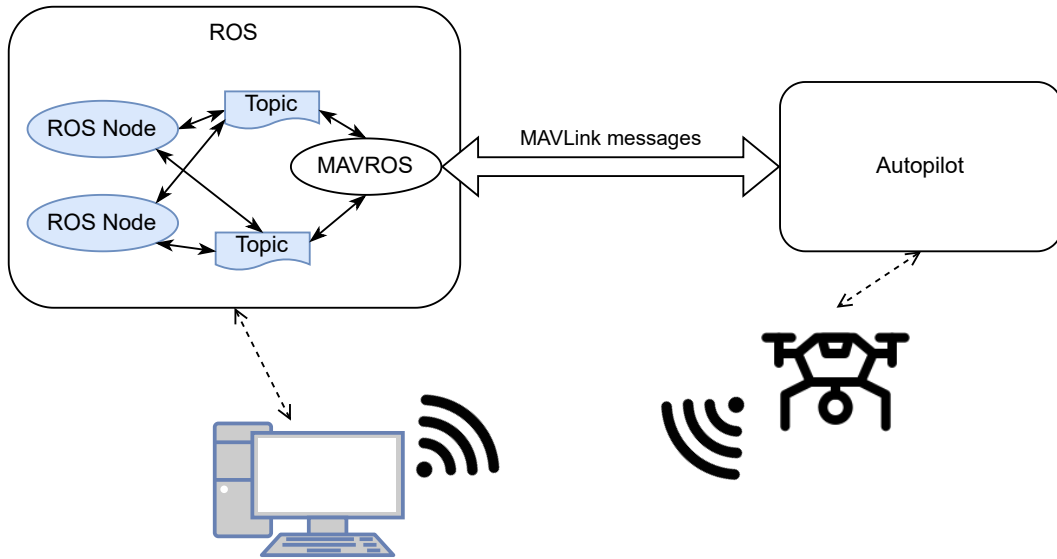 ROS
Topic
ROS Node
MAVLink messages
MAVROS
Autopilot
ROS Node
Topic